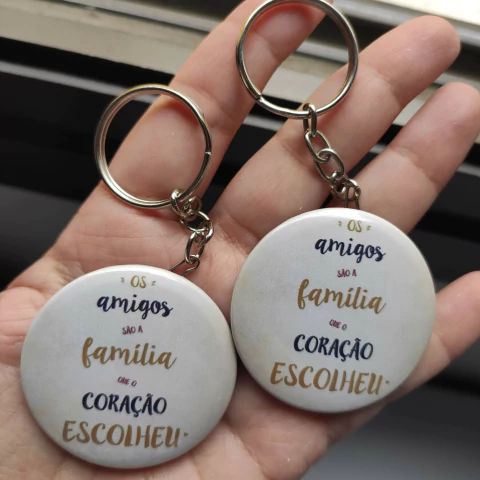 OS
amigos
SÃO A
família
QUE O
CORAÇÃO
ESCOLHEU
OS
amigos
SÃO A
família
QUE O
CORAÇÃO
ESCOLHEU